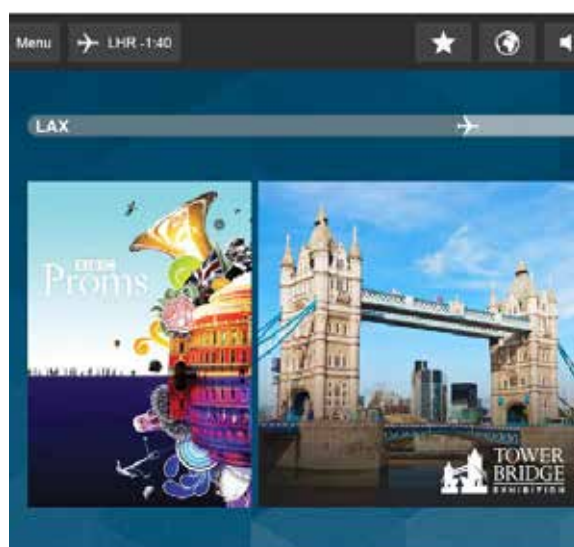 Menu
LHR -1:40
LAX
BBC
Proms
TOWER
BRIDGE
EXHIBITION